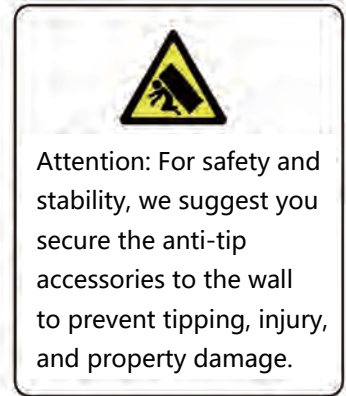 Attention: For safety and
stability, we suggest you
secure the anti-tip
accessories to the wall
to prevent tipping, injury,
and property damage.